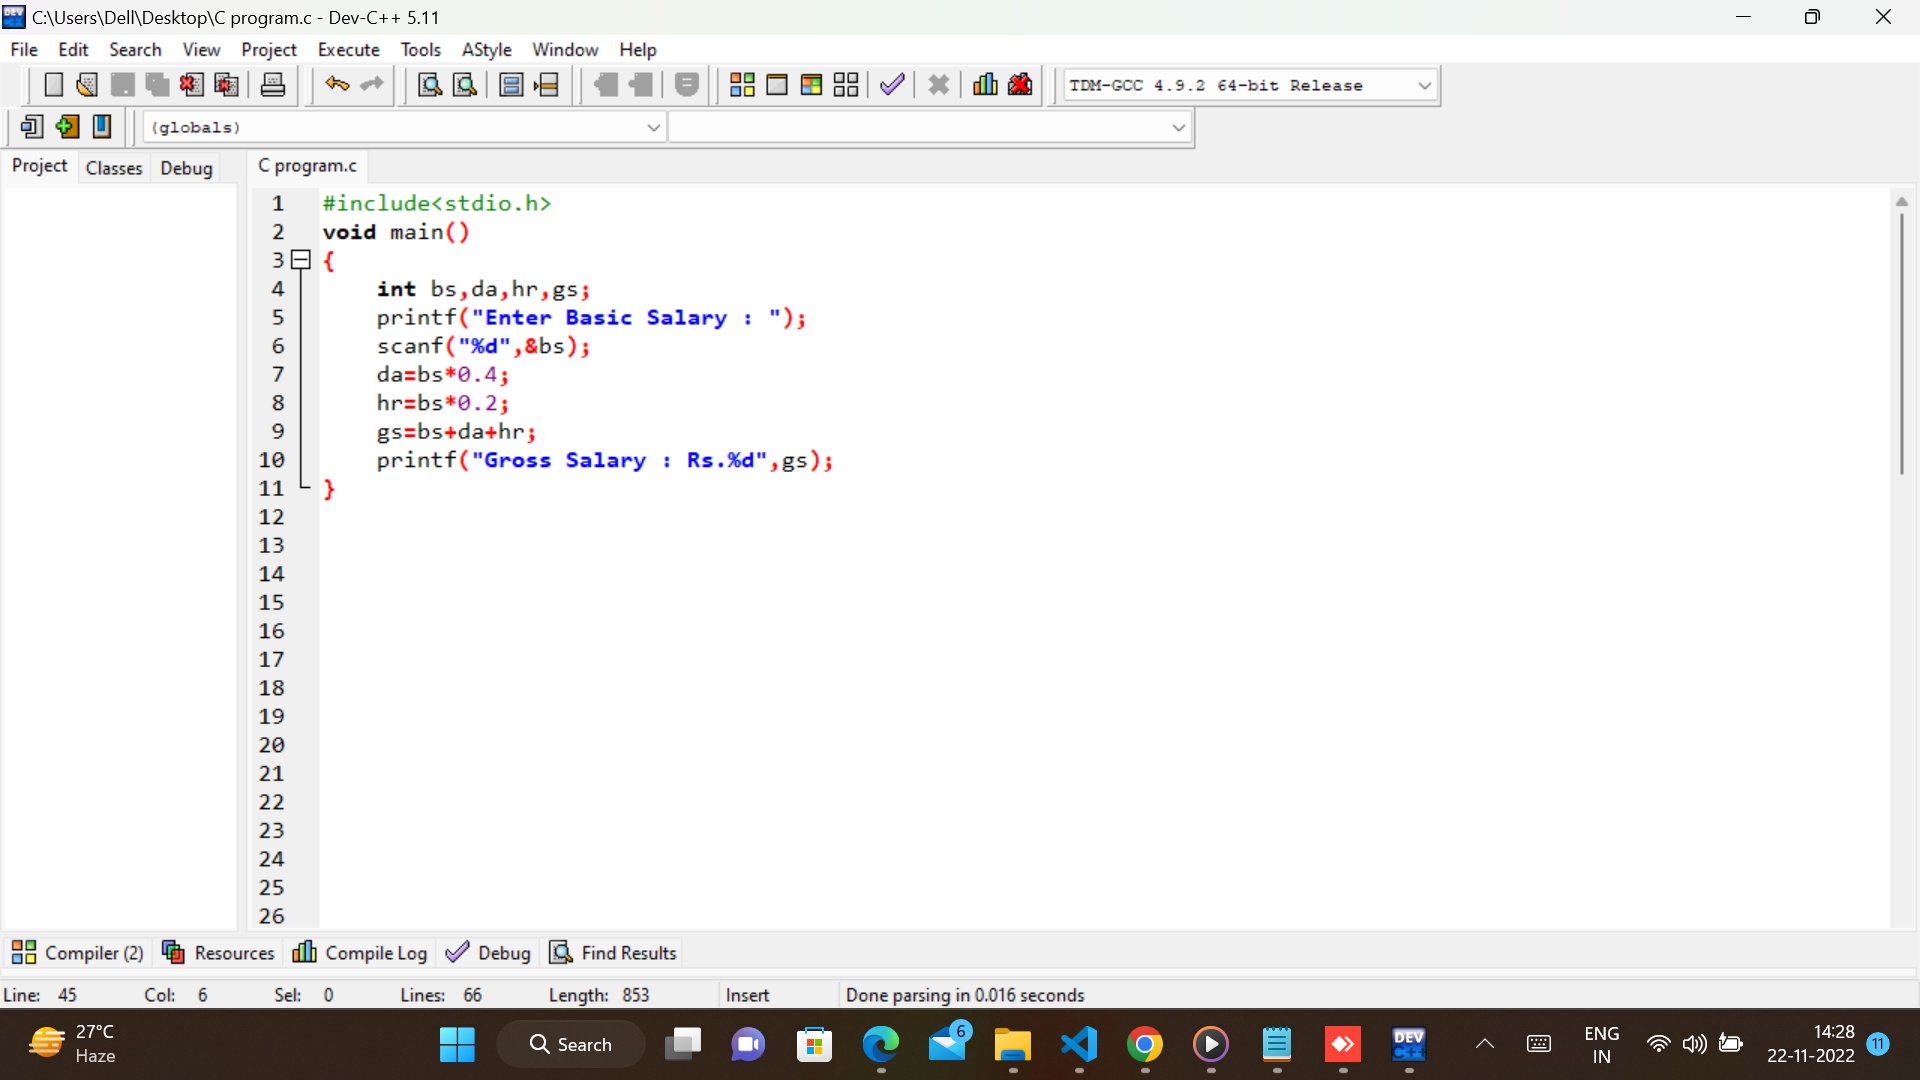 C:\Users\Dell\Desktop\C program.c - Dev-C++ 5.11
File Edit Search View Project Execute Tools AStyle Window Help
TDM-GCC 4.9.2 64-bit Release
(globals)
Project Classes Debug
C program.c
1 #include<stdio.h>
2 void main()
3 {
4 int bs,da,hr,gs;
5 printf("Enter Basic Salary : ");
6 scanf("%d",&bs);
7 da=bs*0.4;
8 hr=bs*0.2;
9 gs=bs+da+hr;
10 printf("Gross Salary : Rs.%d",gs);
11 }
12
13
14
15
16
17
18
19
20
21
22
23
24
25
26
Compiler (2) Resources Compile Log Debug Find Results
Line: 45 Col: 6 Sel: 0 Lines: 66 Length: 853 Insert Done parsing in 0.016 seconds
27°C
Haze
Search
6
DEV
C++
ENG
IN
14:28
22-11-2022
11